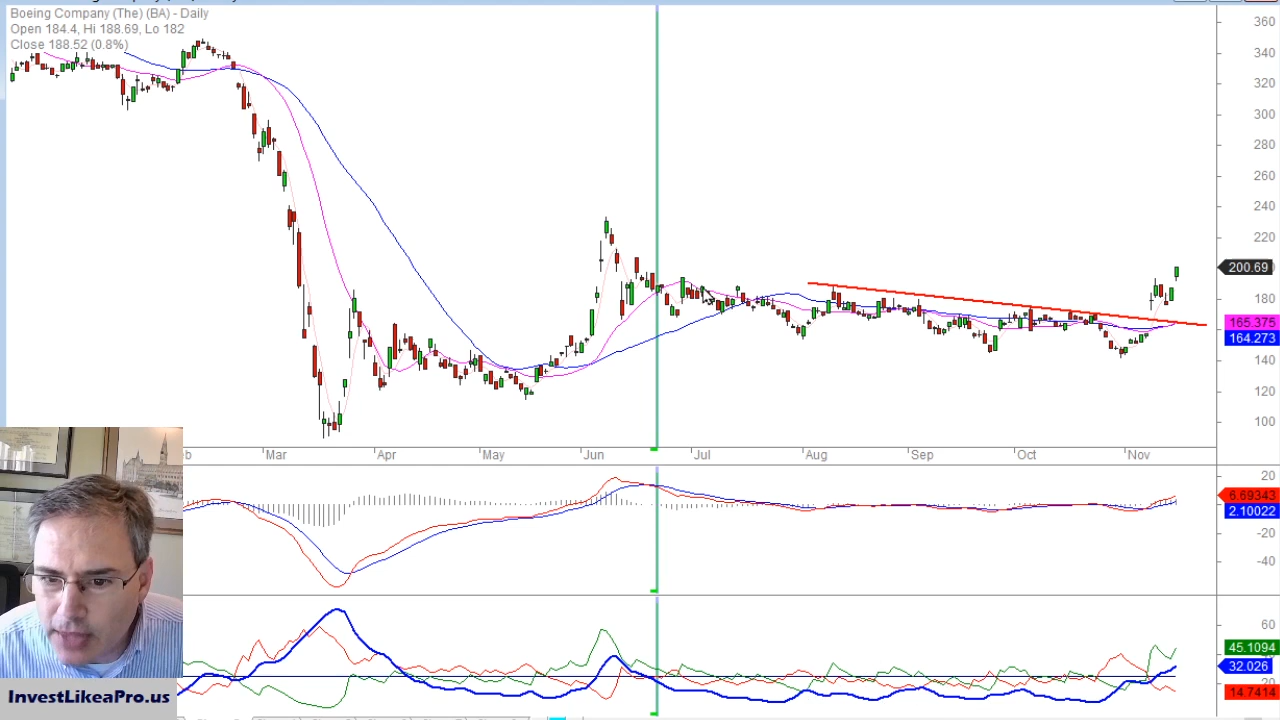 Boeing Company (The) (BA) - Daily
Open 184.4, Hi 188.69, Lo 182
Close 188.52 (0.8%)
360
340
320
300
280
260
240
220
200.69
180
165.375
164.273
140
120
100
Mar
Apr
May
Jun
Jul
Aug
Sep
Oct
Nov
20
6.69343
2.10022
-20
-40
60
45.1094
32.026
14.7414
InvestLikeaPro.us